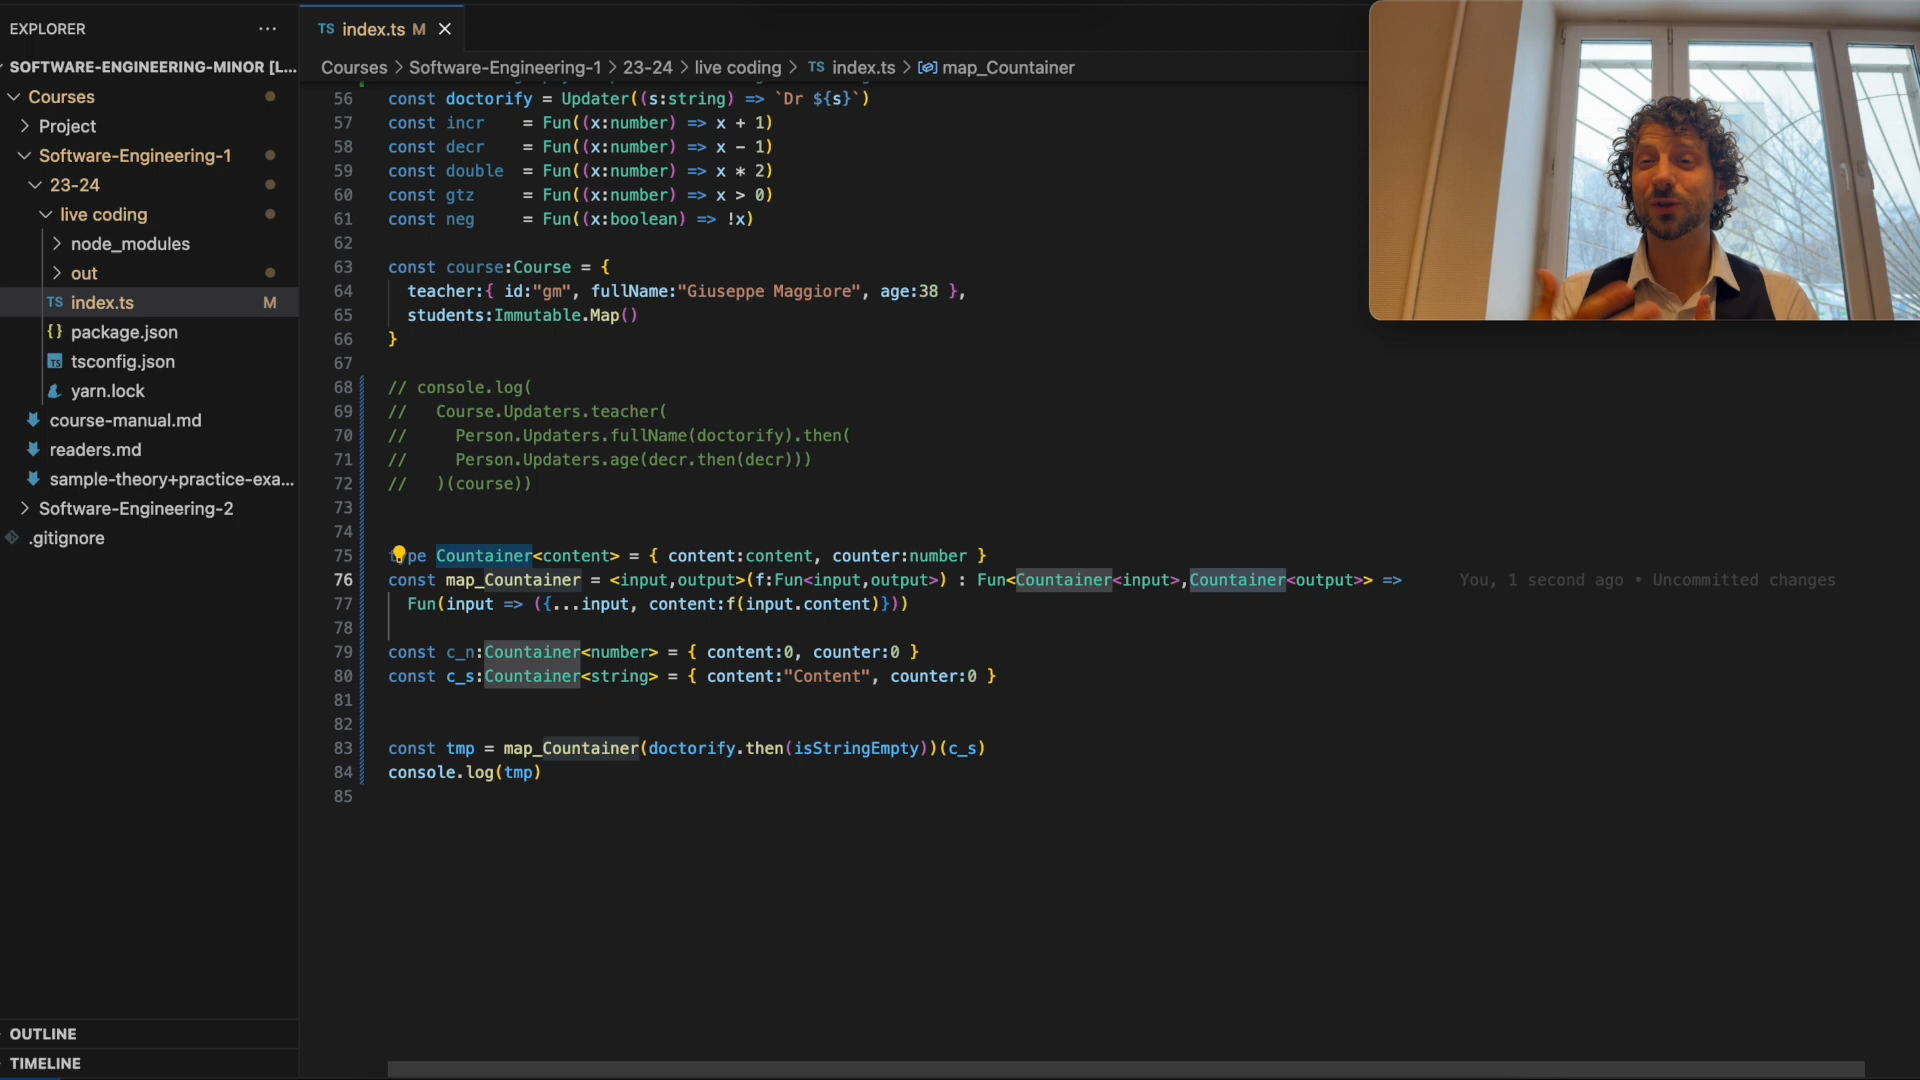 EXPLORER
SOFTWARE-ENGINEERING-MINOR [L...
Courses
Project
Software-Engineering-1
23-24
live coding
node_modules
out
TS index.ts M
{} package.json
TS tsconfig.json
yarn.lock
course-manual.md
readers.md
sample-theory+practice-exa...
Software-Engineering-2
.gitignore
OUTLINE
TIMELINE
TS index.ts M
Courses > Software-Engineering-1 > 23-24 > live coding > TS index.ts > map_Countainer
56 const doctorify = Updater((s:string) => `Dr ${s}`)
57 const incr    = Fun((x:number) => x + 1)
58 const decr    = Fun((x:number) => x - 1)
59 const double  = Fun((x:number) => x * 2)
60 const gtz     = Fun((x:number) => x > 0)
61 const neg     = Fun((x:boolean) => !x)
62
63 const course:Course = {
64   teacher:{ id:"gm", fullName:"Giuseppe Maggiore", age:38 },
65   students:Immutable.Map()
66 }
67
68 // console.log(
69 //   Course.Updaters.teacher(
70 //     Person.Updaters.fullName(doctorify).then(
71 //     Person.Updaters.age(decr.then(decr)))
72 //   )(course))
73
74
75 type Countainer<content> = { content:content, counter:number }
76 const map_Countainer = <input,output>(f:Fun<input,output>) : Fun<Countainer<input>,Countainer<output>> => You, 1 second ago • Uncommitted changes
77   Fun(input => ({...input, content:f(input.content)}))
78
79 const c_n:Countainer<number> = { content:0, counter:0 }
80 const c_s:Countainer<string> = { content:"Content", counter:0 }
81
82
83 const tmp = map_Countainer(doctorify.then(isStringEmpty))(c_s)
84 console.log(tmp)
85